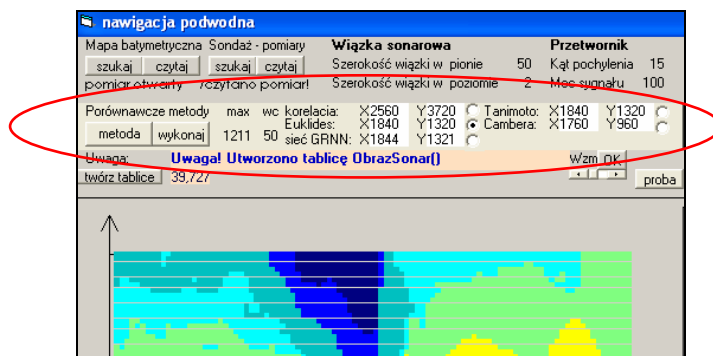 nawigacja podwodna
Mapa batymetryczna Sondaż - pomiary Wiązka sonarowa Przetwornik
szukaj czytaj szukaj czytaj Szerokość wiązki w pionie 50 Kąt pochylenia 15
pomiar otwarty zczytano pomiar! Szerokość wiązki w poziomie 2 Moc sygnału 100
Porównawcze metody max wc korelacia: X2560 Y3720 Tanimoto: X1840 Y1320
Euklides: X1840 Y1320 Cambera: X1760 Y960
metoda wykonaj 1211 50 sieć GRNN: X1844 Y1321
Uwaga: Uwaga! Utworzono tablicę ObrazSonar() Wzm OK
twórz tablice 39,727 proba